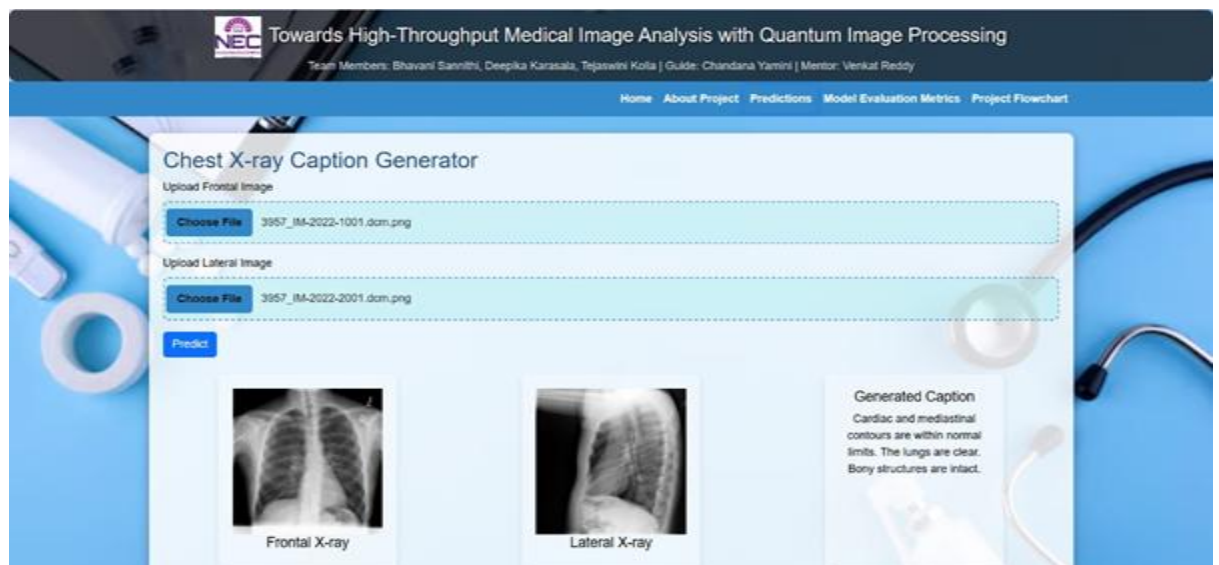 NEC
Towards High-Throughput Medical Image Analysis with Quantum Image Processing
Team Members: Bhavani Sannithi, Deepika Karasala, Tejaswini Kolla | Guide: Chandana Yamini | Mentor: Venkat Reddy
Home About Project Predictions Model Evaluation Metrics Project Flowchart
Chest X-ray Caption Generator
Upload Frontal Image
Choose File 3957_IM-2022-1001.dcm.png
Upload Lateral Image
Choose File 3957_IM-2022-2001.dcm.png
Predict
Generated Caption
Cardiac and mediastinal
contours are within normal
limits. The lungs are clear.
Bony structures are intact.
Frontal X-ray
Lateral X-ray